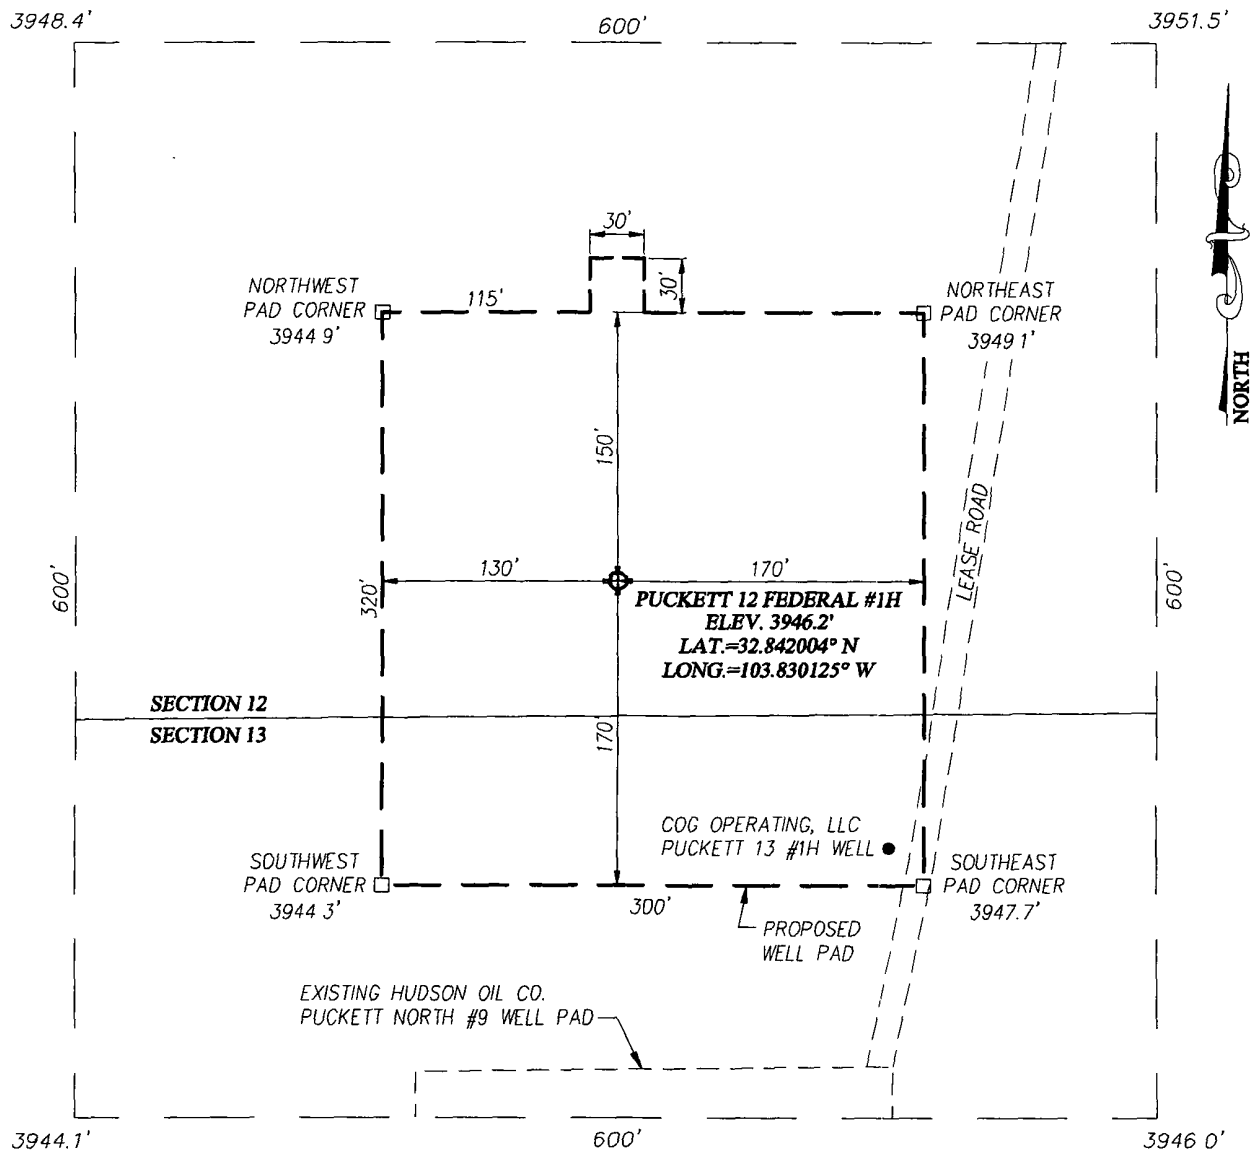 3948.4'
600'
3951.5'
30'
30'
NORTHWEST
PAD CORNER
3944 9'
115'
NORTHEAST
PAD CORNER
3949 1'
NORTH
150'
LEASE ROAD
130'
170'
600'
320'
600'
PUCKETT 12 FEDERAL #1H
ELEV. 3946.2'
LAT.=32.842004° N
LONG.=103.830125° W
SECTION 12
SECTION 13
170
COG OPERATING, LLC
PUCKETT 13 #1H WELL
SOUTHWEST
PAD CORNER
3944 3'
SOUTHEAST
PAD CORNER
3947.7'
300'
PROPOSED
WELL PAD
EXISTING HUDSON OIL CO.
PUCKETT NORTH #9 WELL PAD
3944.1'
600'
3946 0'